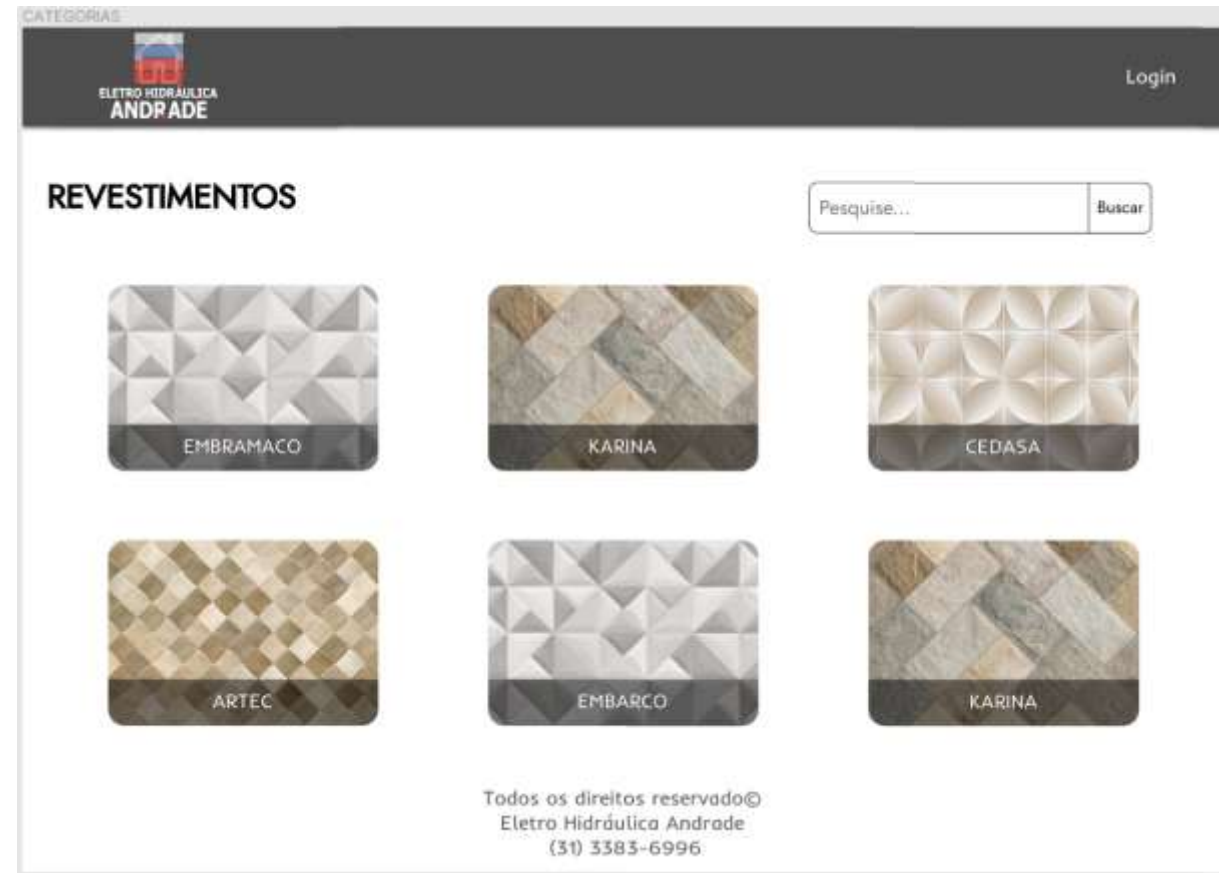 CATEGORIAS
ELETRO HIDRÁULICA
ANDRADE
Login
REVESTIMENTOS
Pesquise...
Buscar
EMBRAMACO
KARINA
CEDASA
ARTEC
EMBARCO
KARINA
Todos os direitos reservado©
Eletro Hidráulica Andrade
(31) 3383-6996